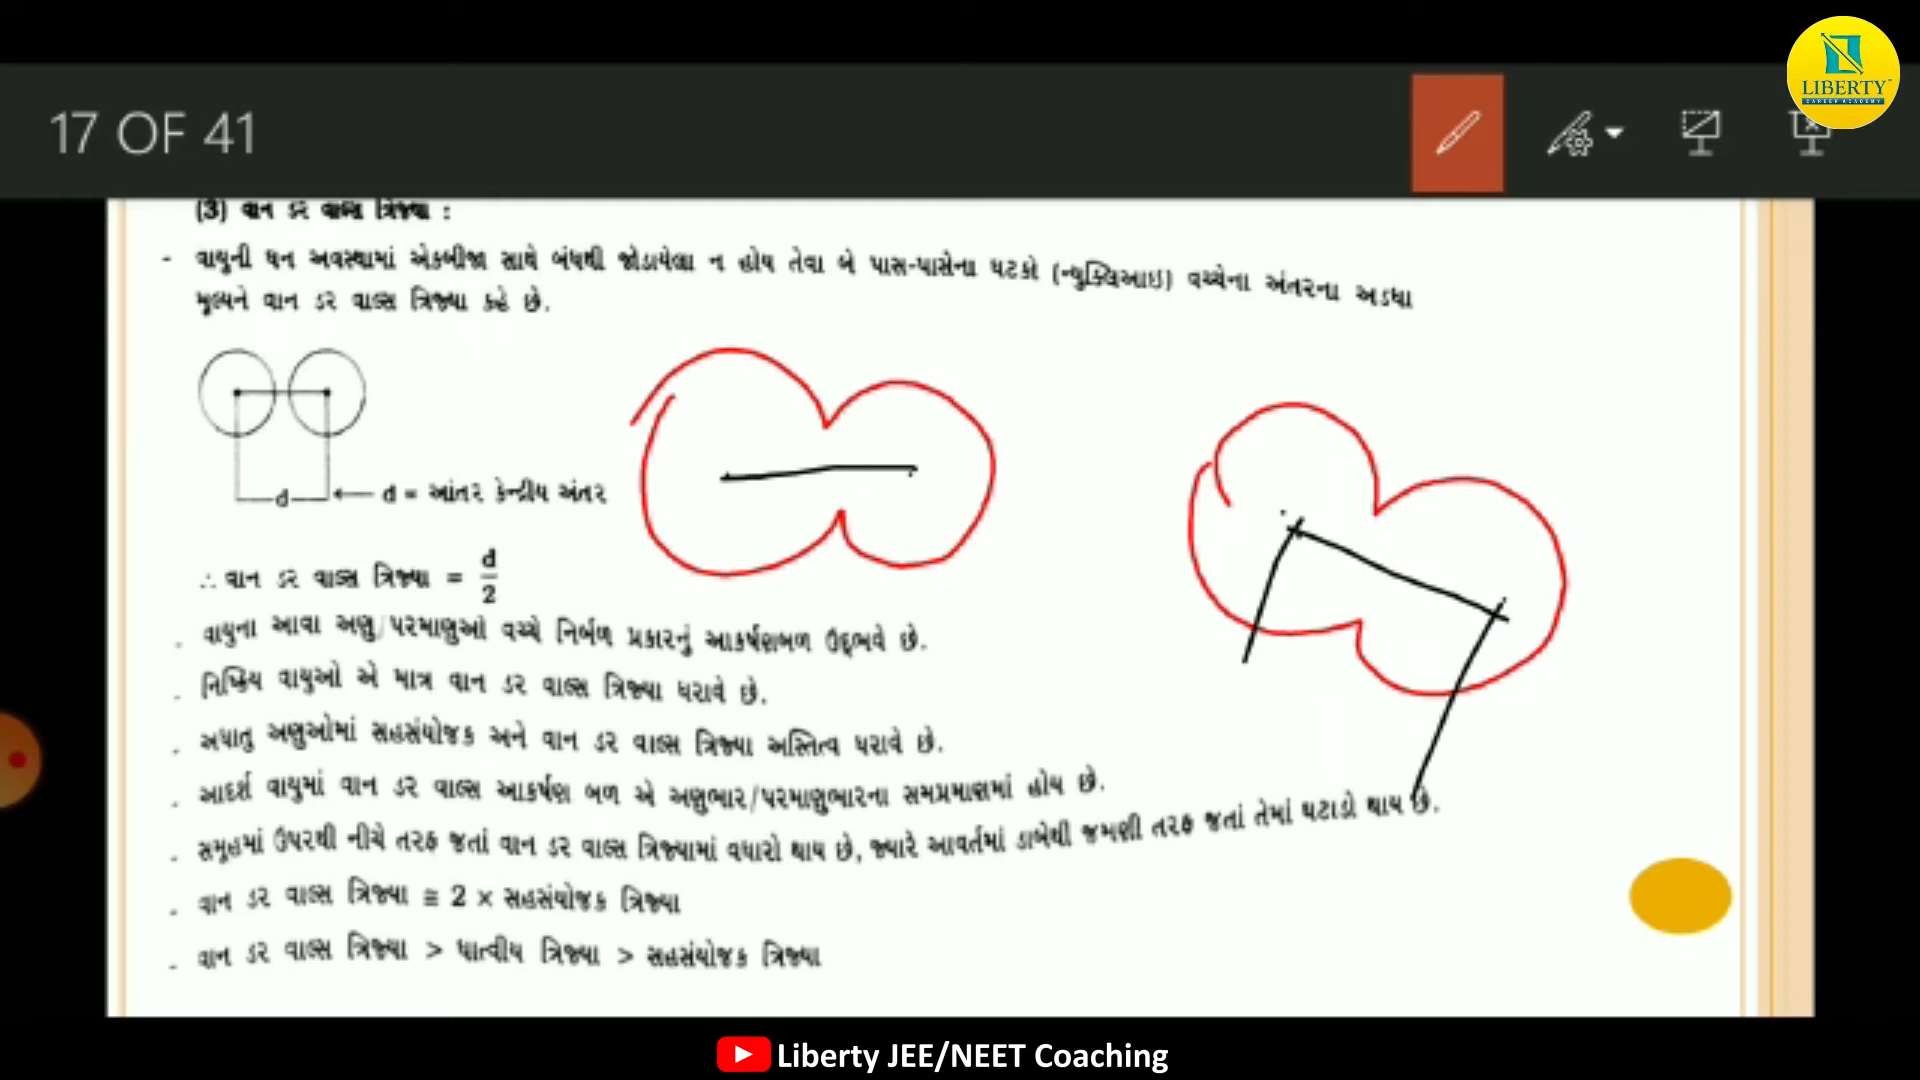 17 OF 41
LIBERTY
CAREER ACADEMY
(3) વાન ડર વાલ્સ ત્રિજ્યા :
- વાયુની ઘન અવસ્થામાં એકબીજા સાથે બંધથી જોડાયેલા ન હોય તેવા બે પાસ-પાસેના ઘટકો (ન્યુક્લિઆઇ) વચ્ચેના અંતરના અડધા
મૂલ્યને વાન ડર વાલ્સ ત્રિજ્યા કહે છે.
d ← d = આંતર કેન્દ્રીય અંતર
∴ વાન ડર વાલ્સ ત્રિજ્યા = d/2
. વાયુના આવા અણુ/પરમાણુઓ વચ્ચે નિર્બળ પ્રકારનું આકર્ષણબળ ઉદ્ભવે છે.
. નિષ્ક્રિય વાયુઓ એ માત્ર વાન ડર વાલ્સ ત્રિજ્યા ધરાવે છે.
. અધાતુ અણુઓમાં સહસંયોજક અને વાન ડર વાલ્સ ત્રિજ્યા અસ્તિત્વ ધરાવે છે.
. આદર્શ વાયુમાં વાન ડર વાલ્સ આકર્ષણ બળ એ અણુભાર/પરમાણુભારના સમપ્રમાણમાં હોય છે.
. સમૂહમાં ઉપરથી નીચે તરફ જતાં વાન ડર વાલ્સ ત્રિજ્યામાં વધારો થાય છે, જ્યારે આવર્તમાં ડાબેથી જમણી તરફ જતાં તેમાં ઘટાડો થાય છે.
. વાન ડર વાલ્સ ત્રિજ્યા ≅ 2 × સહસંયોજક ત્રિજ્યા
. વાન ડર વાલ્સ ત્રિજ્યા > ધાત્વીય ત્રિજ્યા > સહસંયોજક ત્રિજ્યા
Liberty JEE/NEET Coaching